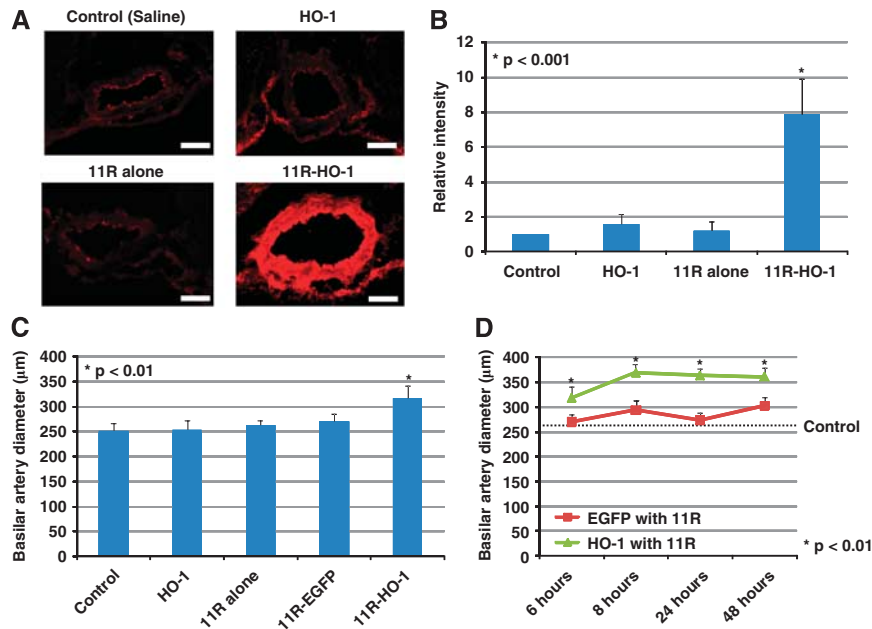 A
Control (Saline)
HO-1
11R alone
11R-HO-1
B
* p < 0.001
Relative intensity
12
10
8
6
4
2
0
*
Control
HO-1
11R alone
11R-HO-1
C
* p < 0.01
Basilar artery diameter (µm)
400
350
300
250
200
150
100
50
0
*
Control
HO-1
11R alone
11R-EGFP
11R-HO-1
D
Basilar artery diameter (µm)
400
350
300
250
200
150
100
50
0
*
*
*
*
Control
EGFP with 11R
HO-1 with 11R
* p < 0.01
6 hours
8 hours
24 hours
48 hours